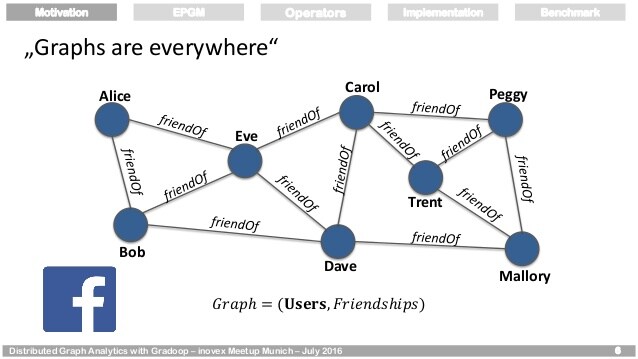 Motivation EPGM Operators Implementation Benchmark
„Graphs are everywhere“
Carol
Alice
Peggy
friendOf
friendOf
friendOf
friendOf
Eve
friendOf
friendOf
friendOf
friendOf
friendOf
friendOf
Trent
friendOf
friendOf
friendOf
Bob
Dave
Mallory
f
Graph = (Users, Friendships)
Distributed Graph Analytics with Gradoop – inovex Meetup Munich – July 2016 6